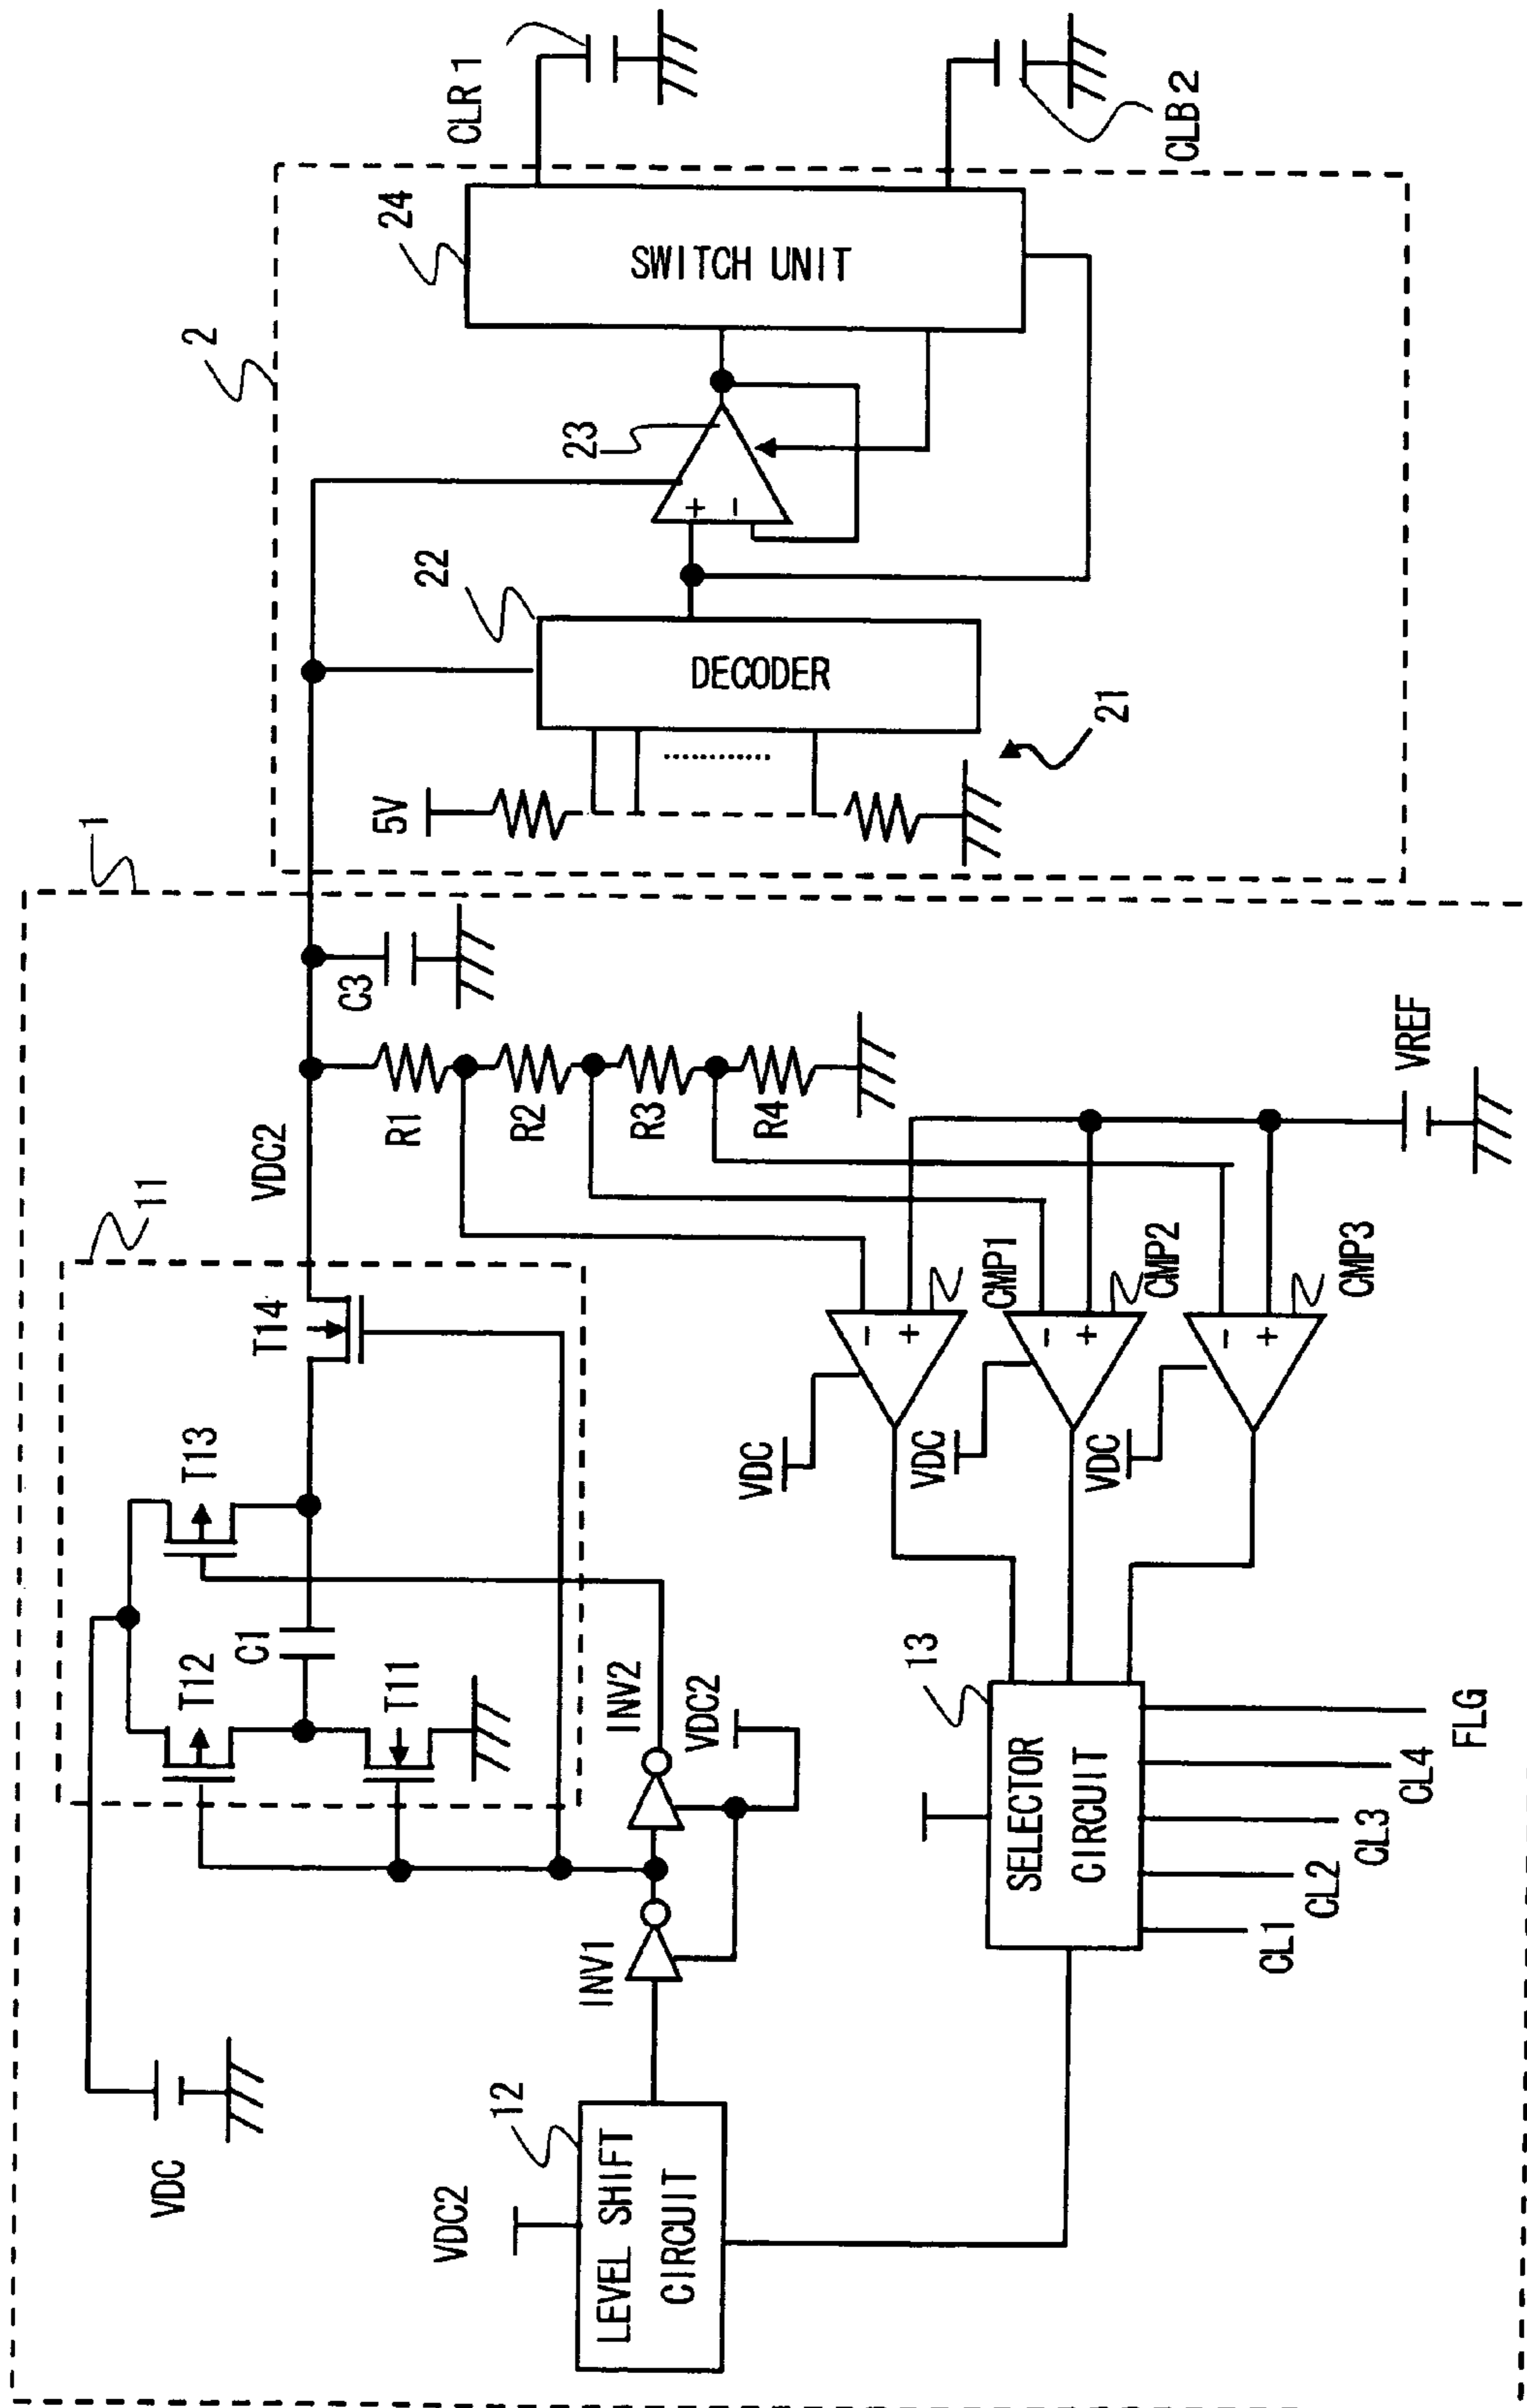 1
2
11
VDC
T12
T13
C1
T11
T14
VDC2
C3
R1
R2
R3
R4
5V
21
DECODER
22
23
+
-
SWITCH UNIT
24
CLR1
CLB2
VDC2
LEVEL SHIFT
CIRCUIT
12
INV1
INV2
VDC2
SELECTOR
CIRCUIT
13
CL1
CL2
CL3
CL4
FLG
VDC
-
+
CMP1
VDC
-
+
CMP2
VDC
-
+
CMP3
VREF